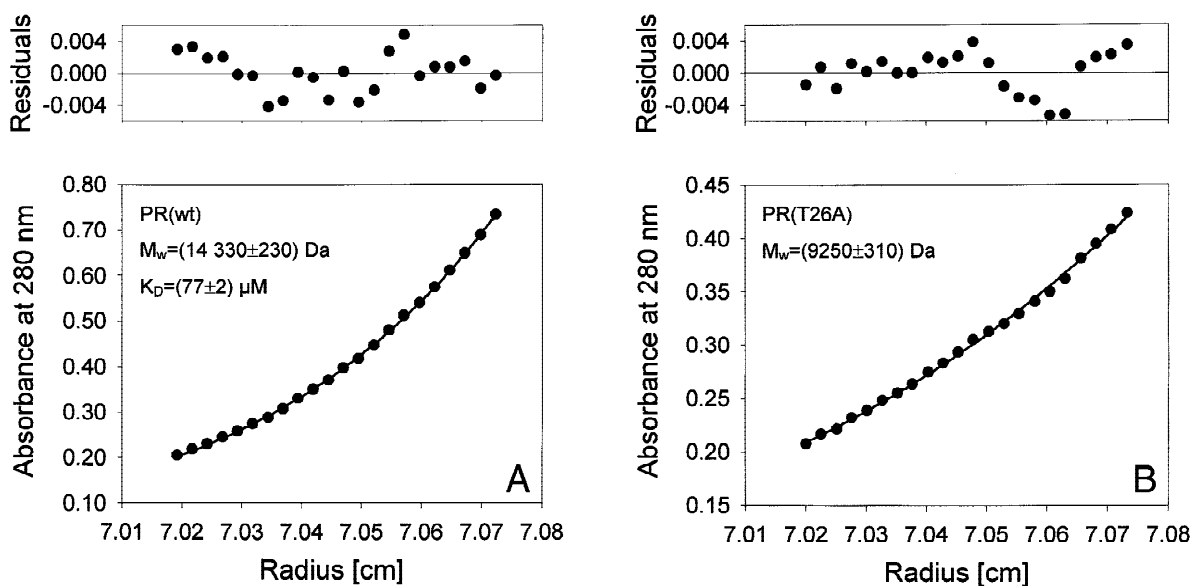 Residuals
0.004
0.000
-0.004
Absorbance at 280 nm
0.80
0.70
0.60
0.50
0.40
0.30
0.20
0.10
PR(wt)
Mw=(14 330±230) Da
KD=(77±2) µM
A
7.01 7.02 7.03 7.04 7.05 7.06 7.07 7.08
Radius [cm]
Residuals
0.004
0.000
-0.004
Absorbance at 280 nm
0.45
0.40
0.35
0.30
0.25
0.20
0.15
PR(T26A)
Mw=(9250±310) Da
B
7.01 7.02 7.03 7.04 7.05 7.06 7.07 7.08
Radius [cm]